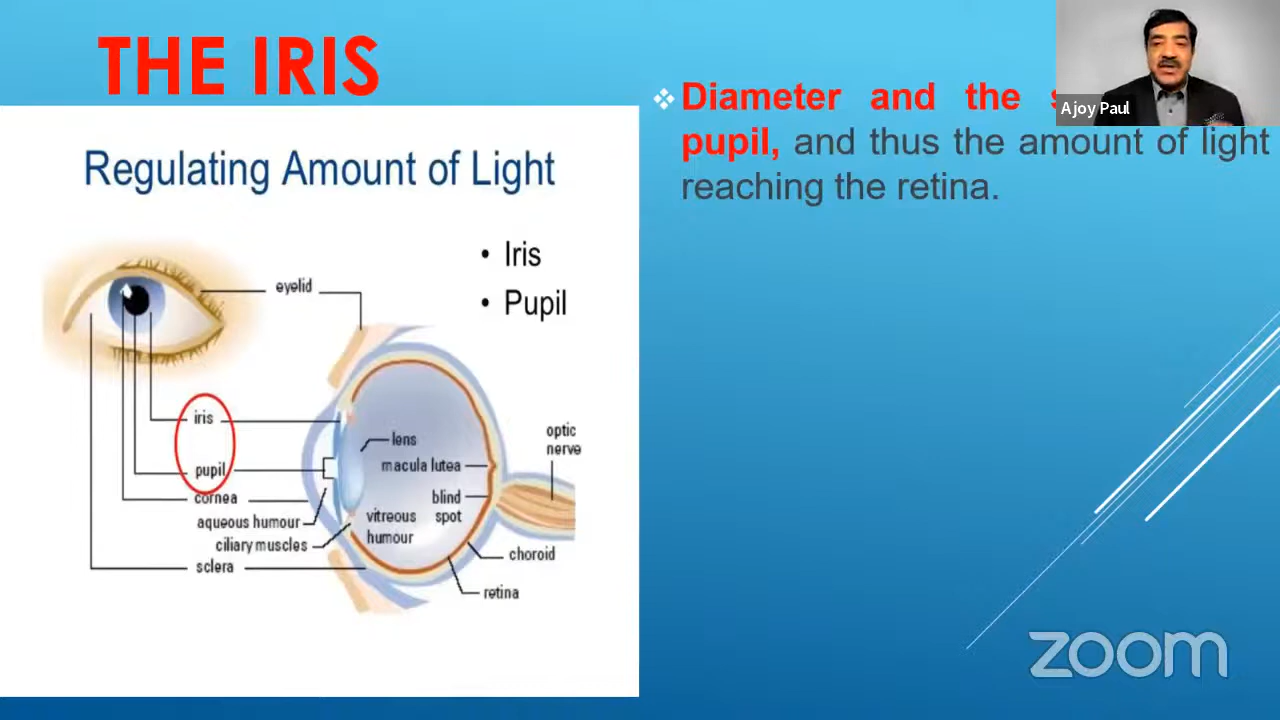 THE IRIS
Ajoy Paul
Diameter and the
pupil, and thus the amount of light
reaching the retina.
Regulating Amount of Light
• Iris
• Pupil
eyelid
iris
pupil
cornea
aqueous humour
ciliary muscles
sclera
lens
macula lutea
blind
spot
vitreous
humour
optic
nerve
choroid
retina
zoom